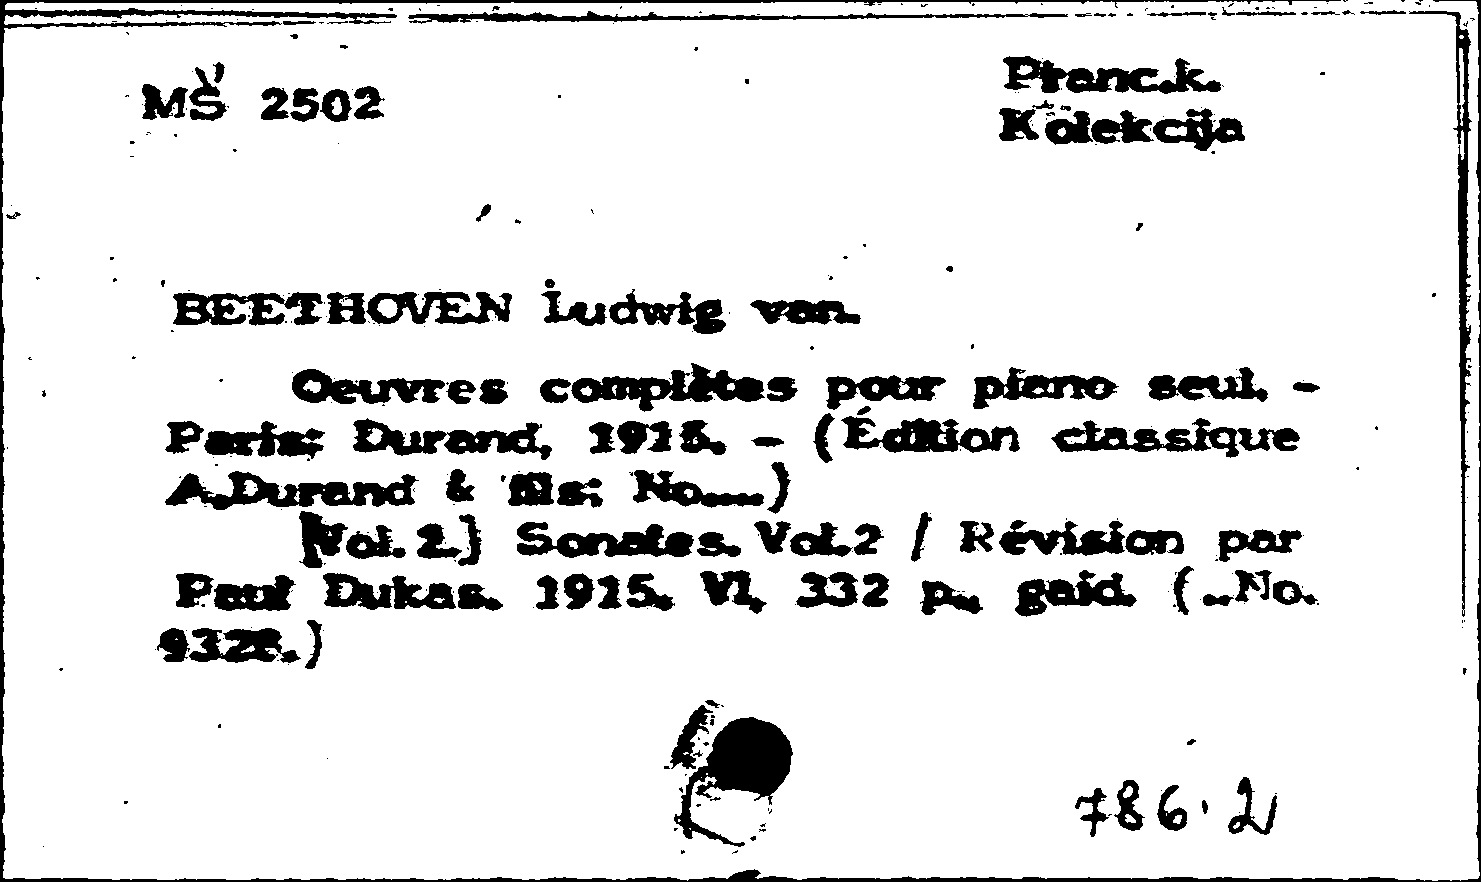 MŠ 2502
Pranc.k.
Kolekcija
BEETHOVEN Ludwig van.
Oeuvres complètes pour piano seul. -
Paris: Durand, 1915. - (Édition classique
A.Durand & fils; No....)
[Vol.2.] Sonates. Vol.2 / Révision par
Paul Dukas. 1915. VI, 332 p., gaid. (..No.
9328.)
786.2